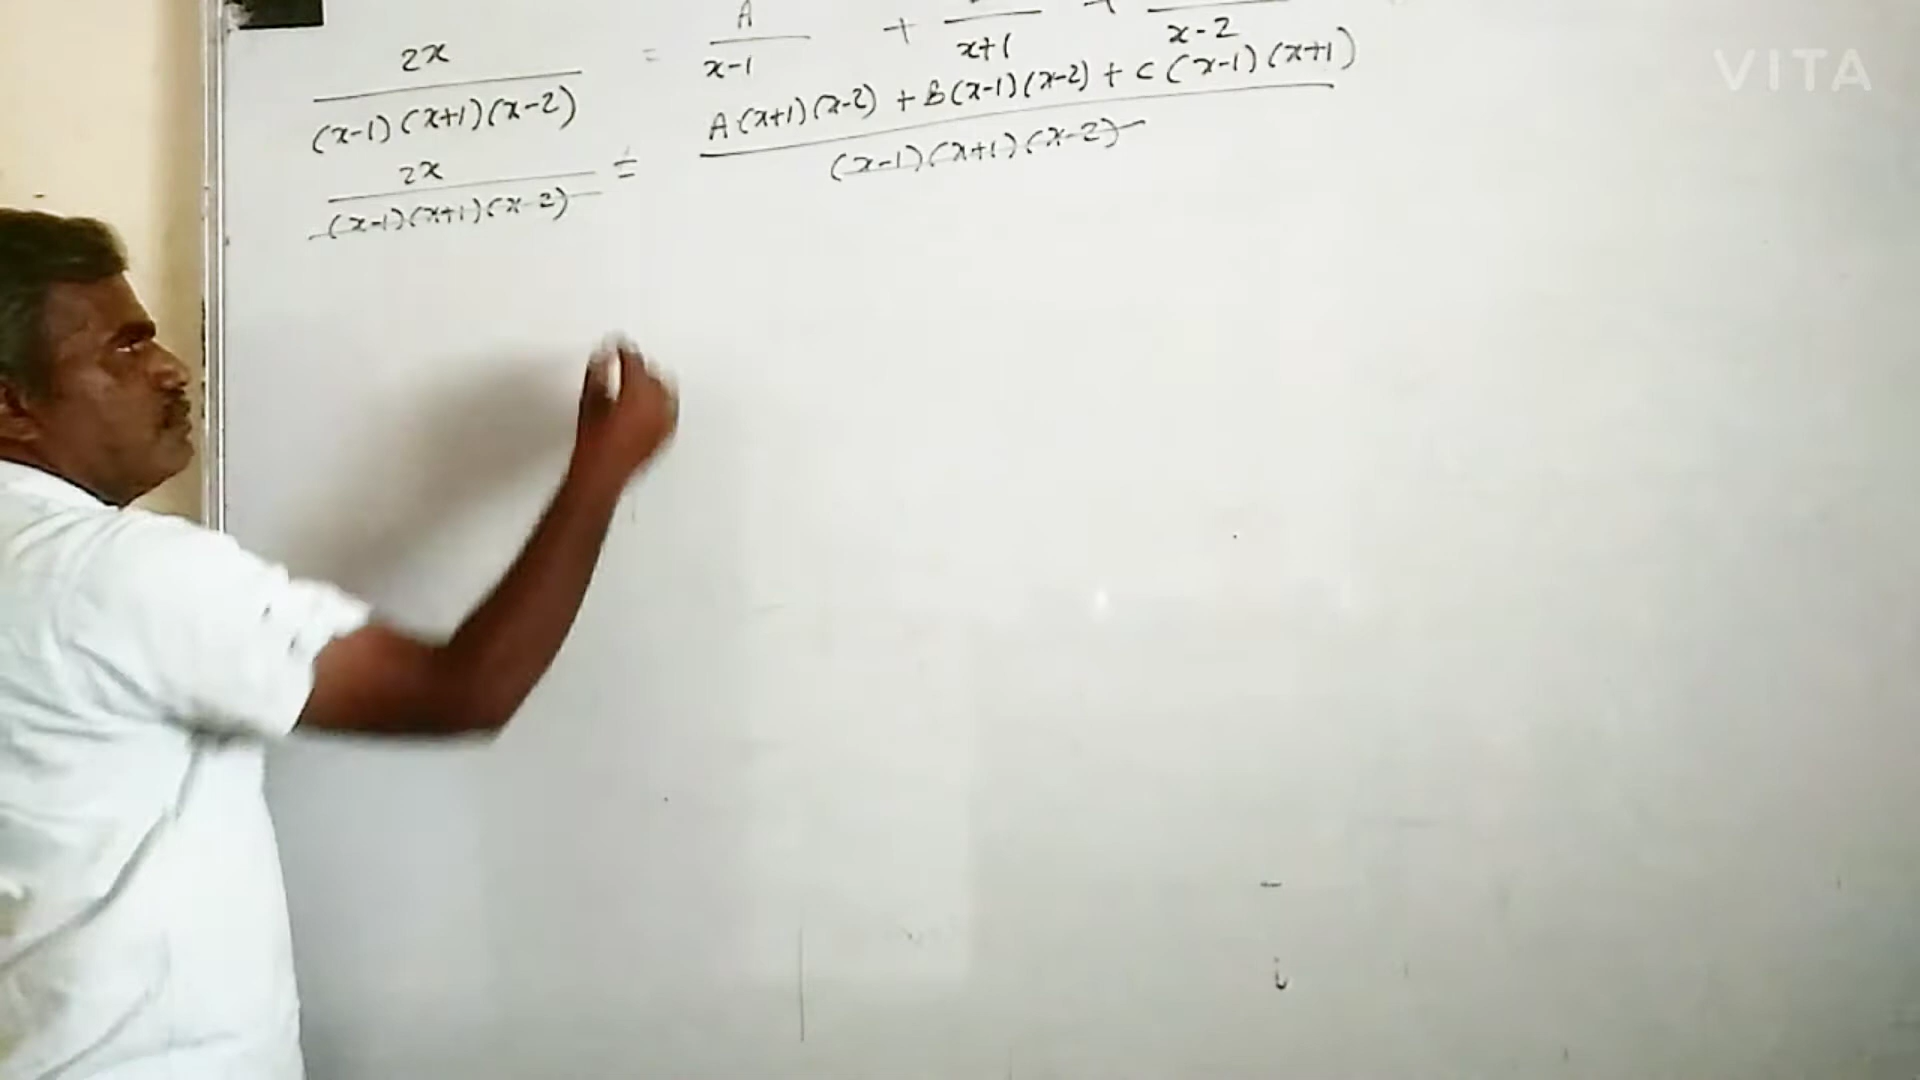 2x = A + +
(x-1)(x+1)(x-2) x-1 x+1 x-2
2x = A(x+1)(x-2) + B(x-1)(x-2) + C(x-1)(x+1)
(x-1)(x+1)(x-2) (x-1)(x+1)(x-2)
VITA